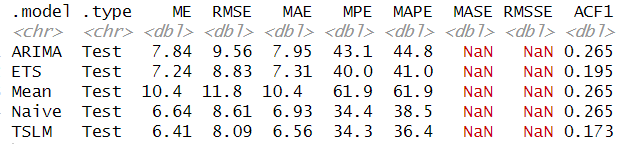 .model .type ME RMSE MAE MPE MAPE MASE RMSSE ACF1
<chr> <chr> <dbl> <dbl> <dbl> <dbl> <dbl> <dbl> <dbl> <dbl>
ARIMA Test 7.84 9.56 7.95 43.1 44.8 NaN NaN 0.265
ETS Test 7.24 8.83 7.31 40.0 41.0 NaN NaN 0.195
Mean Test 10.4 11.8 10.4 61.9 61.9 NaN NaN 0.265
Naive Test 6.64 8.61 6.93 34.4 38.5 NaN NaN 0.265
TSLM Test 6.41 8.09 6.56 34.3 36.4 NaN NaN 0.173